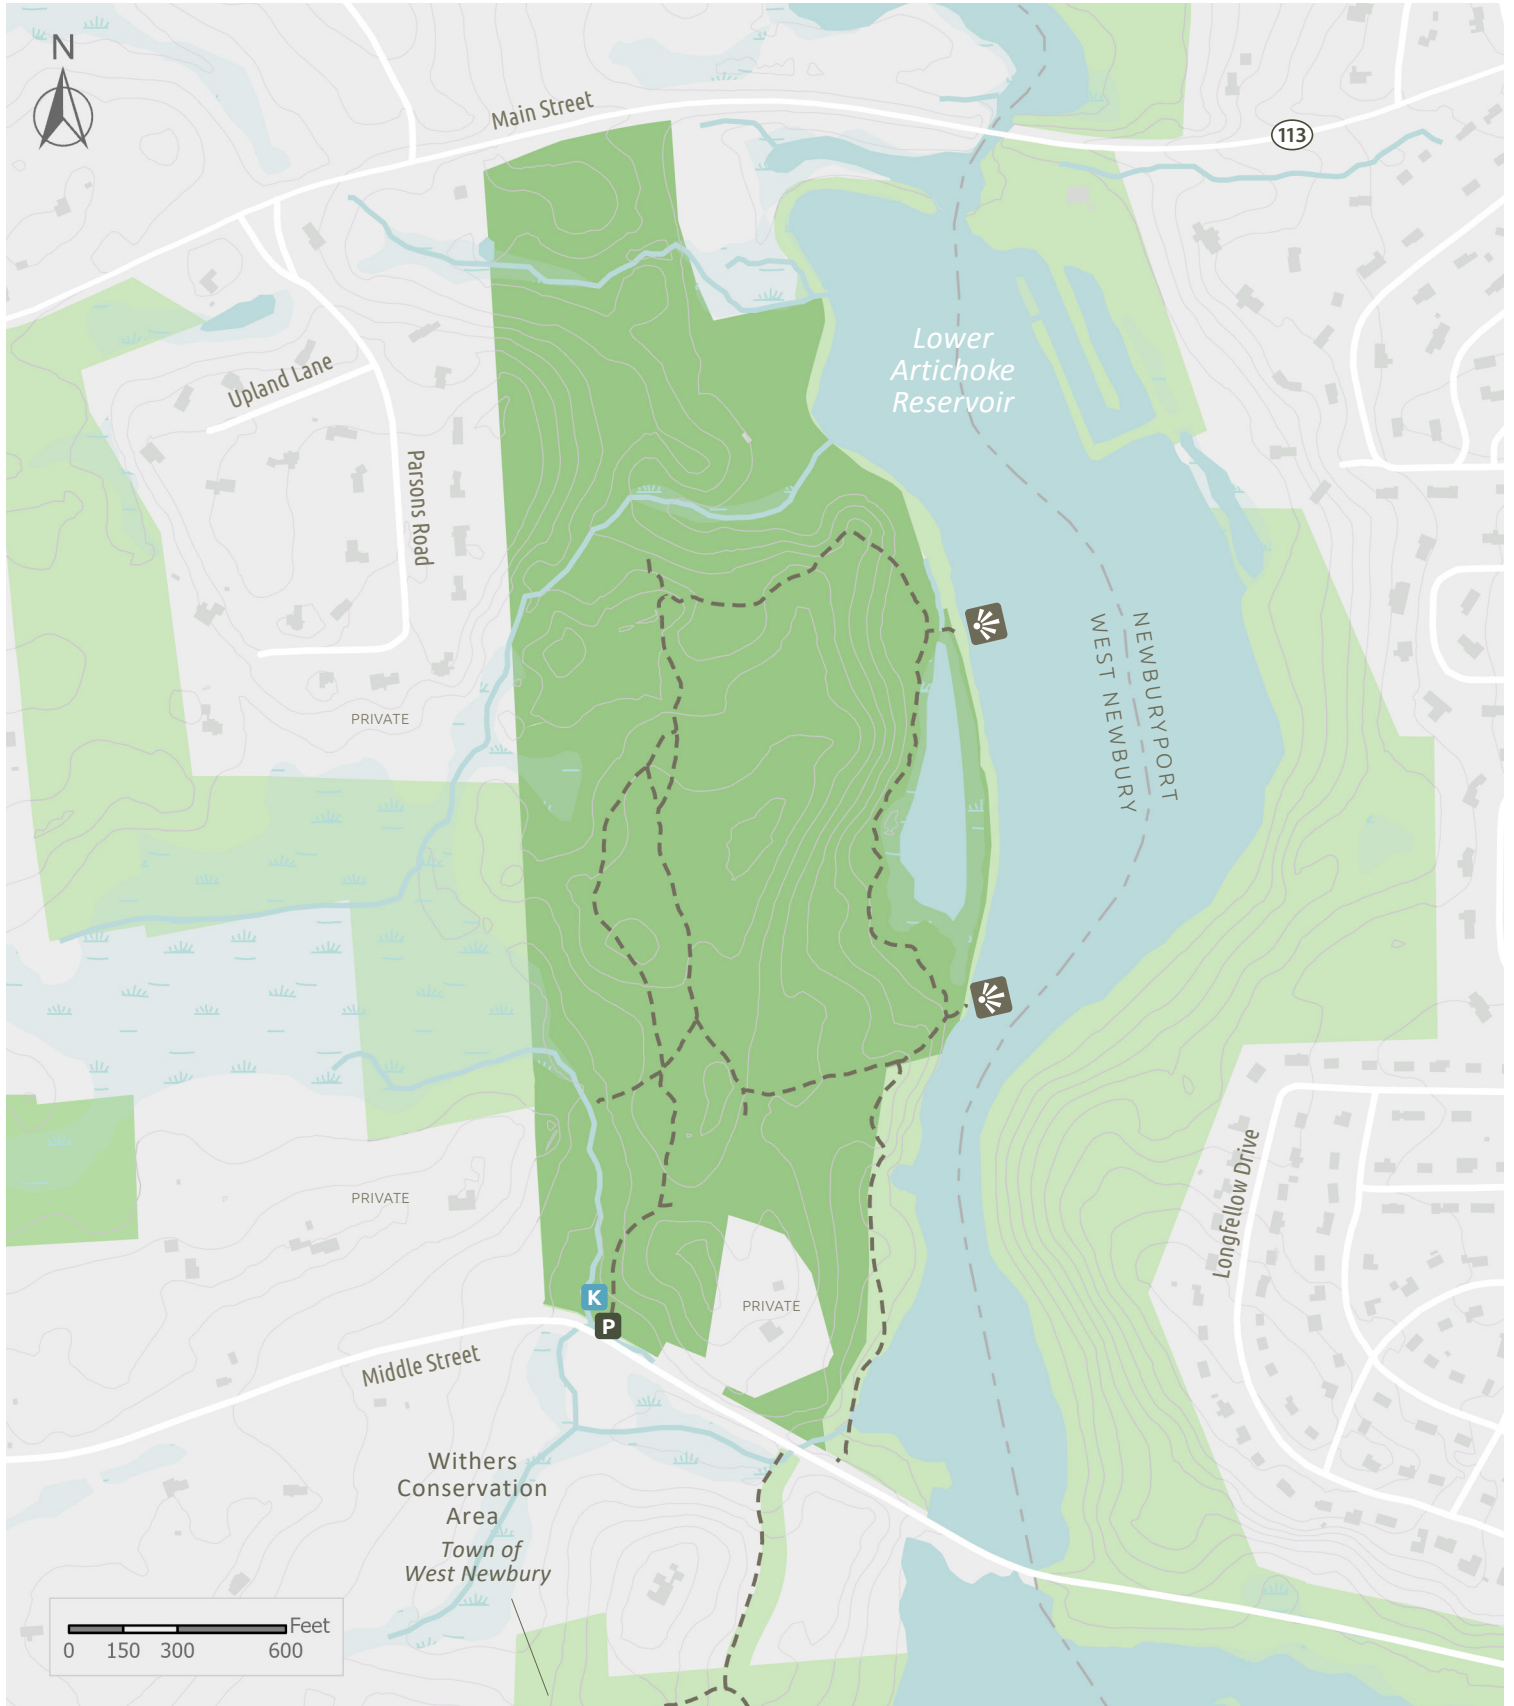 N
Main Street
113
Lower
Artichoke
Reservoir
Upland Lane
Parsons Road
PRIVATE
NEWBURYPORT
WEST NEWBURY
PRIVATE
Longfellow Drive
K
PRIVATE
P
Middle Street
Withers
Conservation
Area
Town of
West Newbury
Feet
0 150 300 600